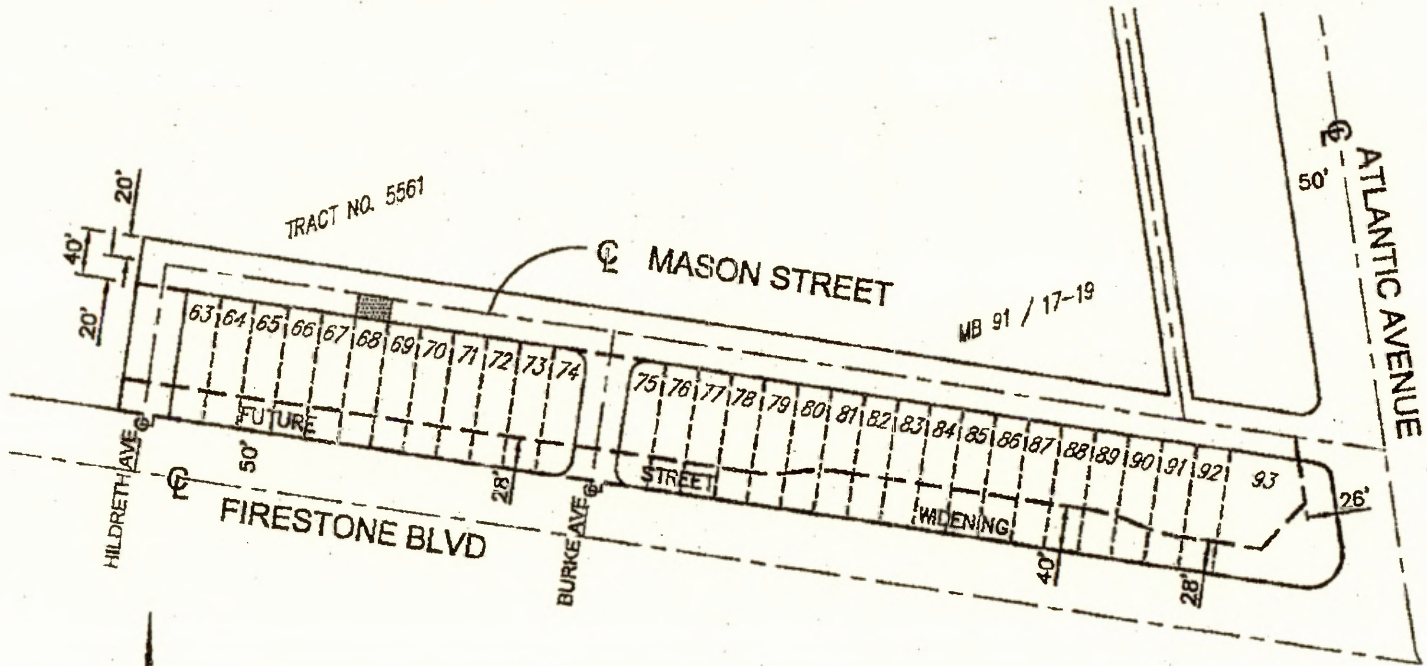 TRACT NO. 5561
℄ MASON STREET
MB 91 / 17-19
℄ ATLANTIC AVENUE
50'
20'
40'
20'
63 64 65 66 67 68 69 70 71 72 73 74
75 76 77 78 79 80 81 82 83 84 85 86 87 88 89 90 91 92 93
FUTURE
STREET
WIDENING
50'
28'
40'
28'
26'
HILDRETH AVE ℄
℄ FIRESTONE BLVD
BURKE AVE ℄